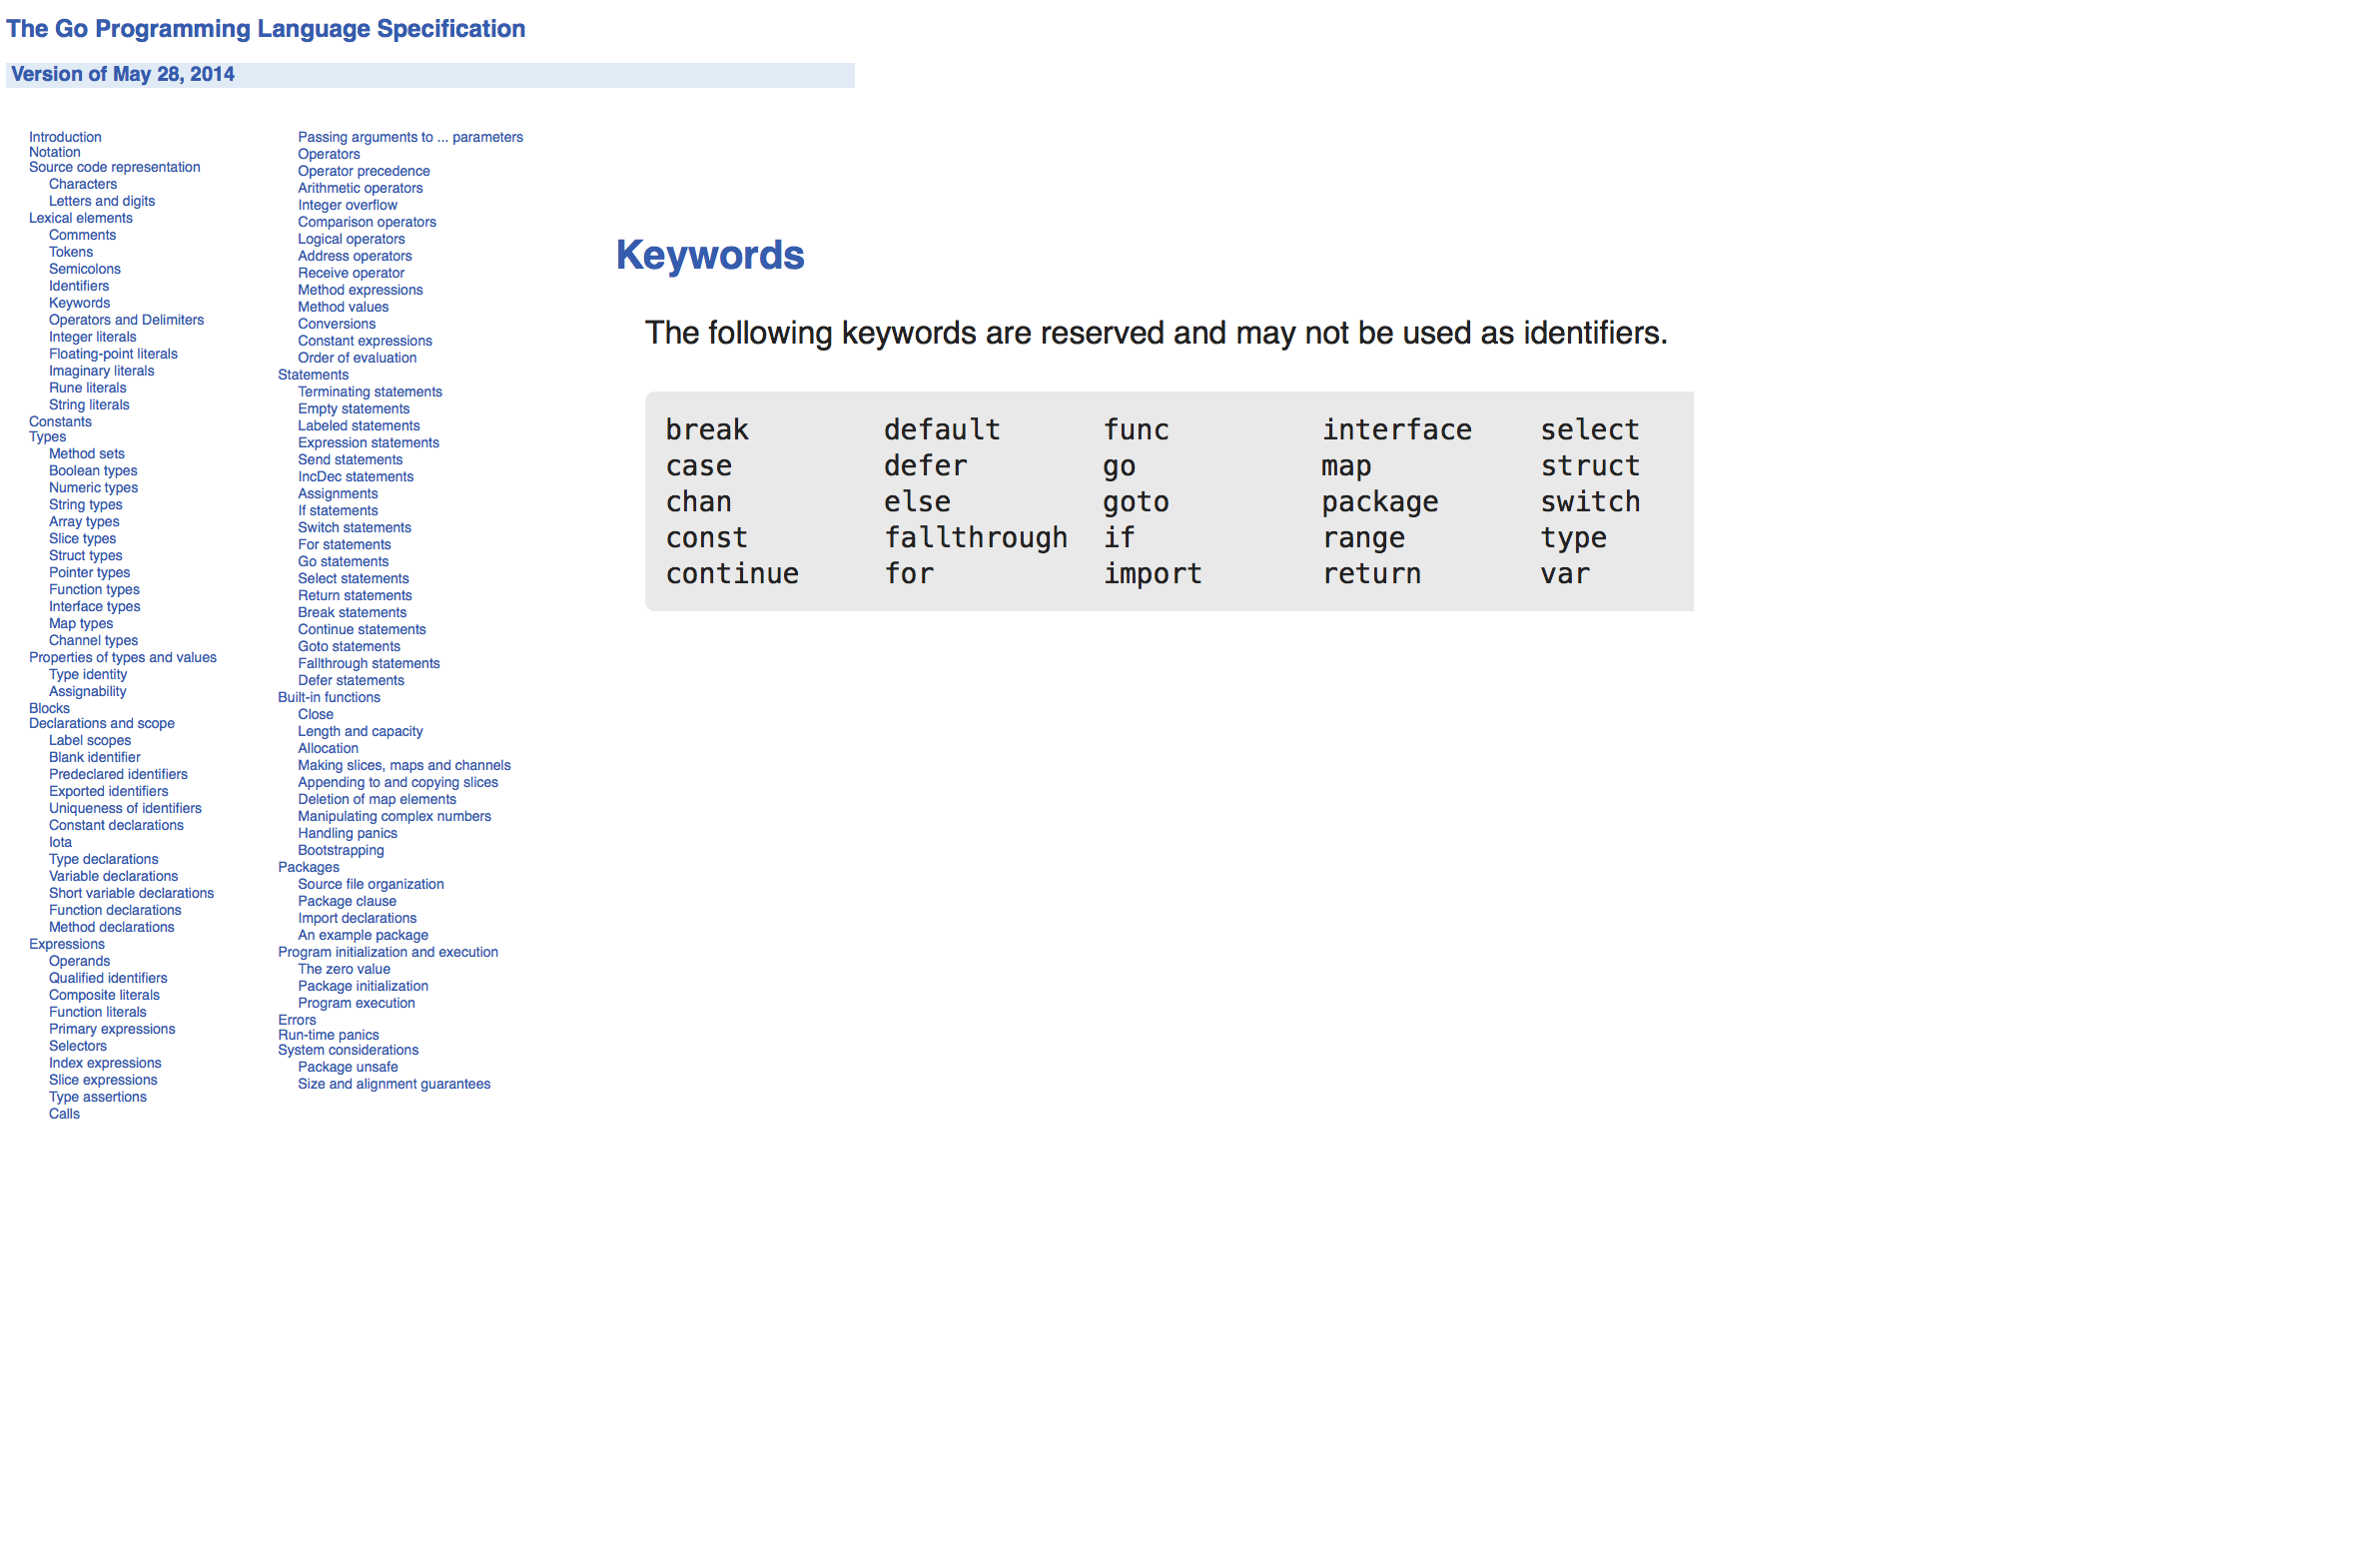 The Go Programming Language Specification
Version of May 28, 2014
Introduction
Notation
Source code representation
Characters
Letters and digits
Lexical elements
Comments
Tokens
Semicolons
Identifiers
Keywords
Operators and Delimiters
Integer literals
Floating-point literals
Imaginary literals
Rune literals
String literals
Constants
Types
Method sets
Boolean types
Numeric types
String types
Array types
Slice types
Struct types
Pointer types
Function types
Interface types
Map types
Channel types
Properties of types and values
Type identity
Assignability
Blocks
Declarations and scope
Label scopes
Blank identifier
Predeclared identifiers
Exported identifiers
Uniqueness of identifiers
Constant declarations
Iota
Type declarations
Variable declarations
Short variable declarations
Function declarations
Method declarations
Expressions
Operands
Qualified identifiers
Composite literals
Function literals
Primary expressions
Selectors
Index expressions
Slice expressions
Type assertions
Calls
Passing arguments to ... parameters
Operators
Operator precedence
Arithmetic operators
Integer overflow
Comparison operators
Logical operators
Address operators
Receive operator
Method expressions
Method values
Conversions
Constant expressions
Order of evaluation
Statements
Terminating statements
Empty statements
Labeled statements
Expression statements
Send statements
IncDec statements
Assignments
If statements
Switch statements
For statements
Go statements
Select statements
Return statements
Break statements
Continue statements
Goto statements
Fallthrough statements
Defer statements
Built-in functions
Close
Length and capacity
Allocation
Making slices, maps and channels
Appending to and copying slices
Deletion of map elements
Manipulating complex numbers
Handling panics
Bootstrapping
Packages
Source file organization
Package clause
Import declarations
An example package
Program initialization and execution
The zero value
Package initialization
Program execution
Errors
Run-time panics
System considerations
Package unsafe
Size and alignment guarantees
Keywords
The following keywords are reserved and may not be used as identifiers.
break default func interface select
case defer go map struct
chan else goto package switch
const fallthrough if range type
continue for import return var